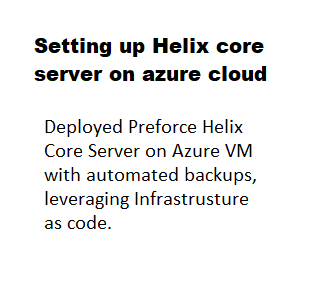 Setting up Helix core
server on azure cloud
Deployed Preforce Helix
Core Server on Azure VM
with automated backups,
leveraging Infrastrusture
as code.